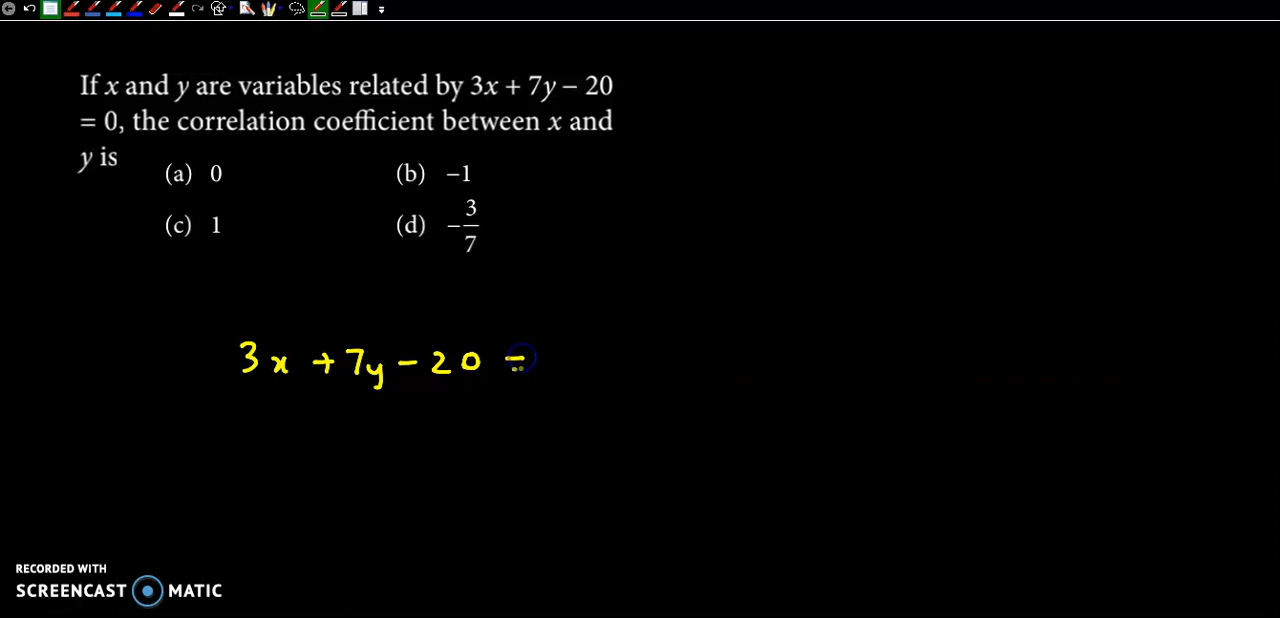 If x and y are variables related by 3x + 7y − 20
= 0, the correlation coefficient between x and
y is
(a) 0 (b) −1
(c) 1 (d) −3/7
3x + 7y − 20 =
RECORDED WITH
SCREENCAST MATIC